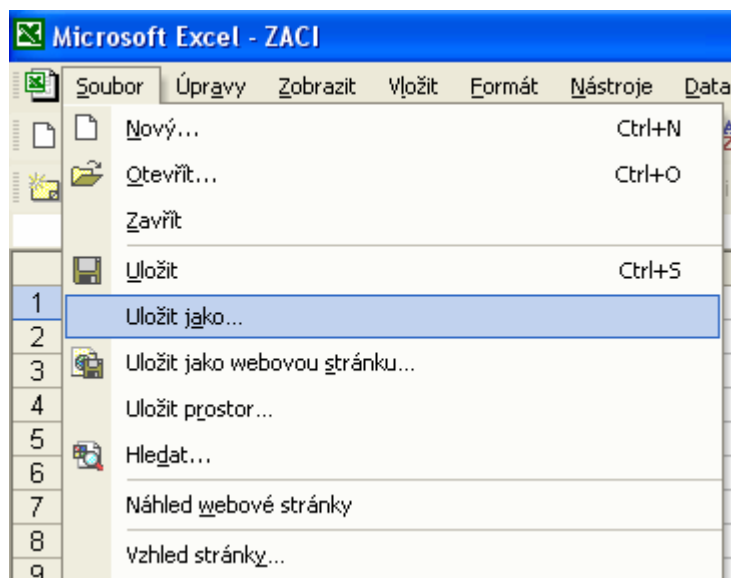 Microsoft Excel - ZACI
Soubor Úpravy Zobrazit Vložit Formát Nástroje Data
Nový... Ctrl+N
Otevřít... Ctrl+O
Zavřít
Uložit Ctrl+S
Uložit jako...
Uložit jako webovou stránku...
Uložit prostor...
Hledat...
Náhled webové stránky
Vzhled stránky...
1
2
3
4
5
6
7
8
9